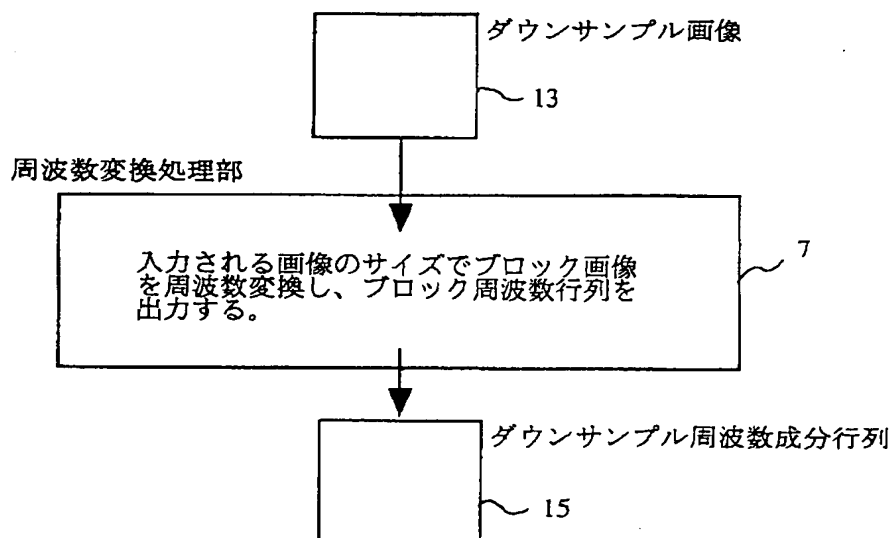 ダウンサンプル画像
13
周波数変換処理部
入力される画像のサイズでブロック画像
を周波数変換し、ブロック周波数行列を
出力する。
7
ダウンサンプル周波数成分行列
15